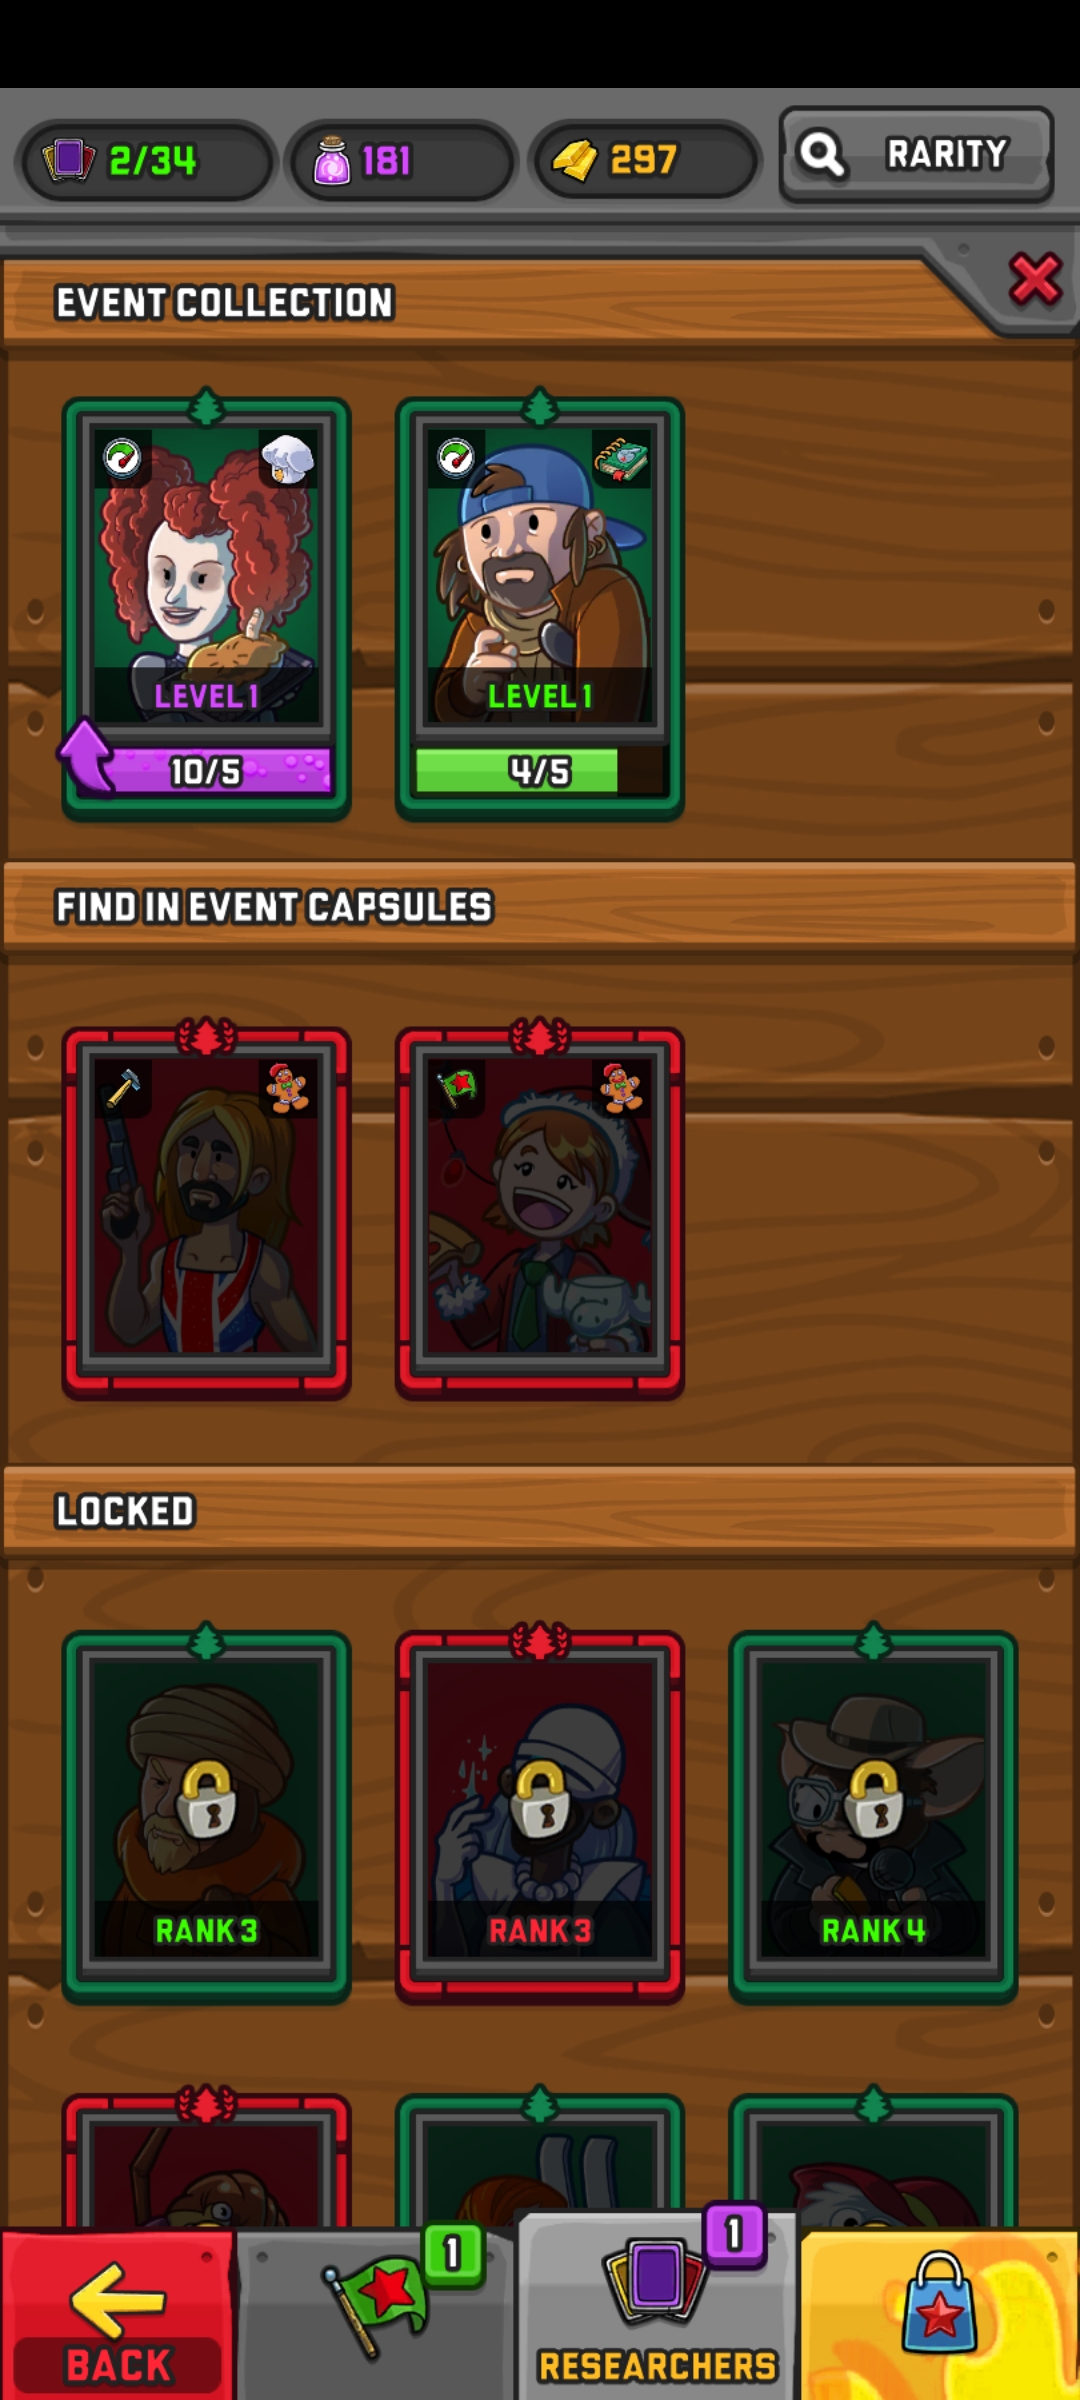 2/34 181 297 RARITY
EVENT COLLECTION
LEVEL 1 LEVEL 1
10/5 4/5
FIND IN EVENT CAPSULES
LOCKED
RANK 3 RANK 3 RANK 4
1 1
BACK RESEARCHERS